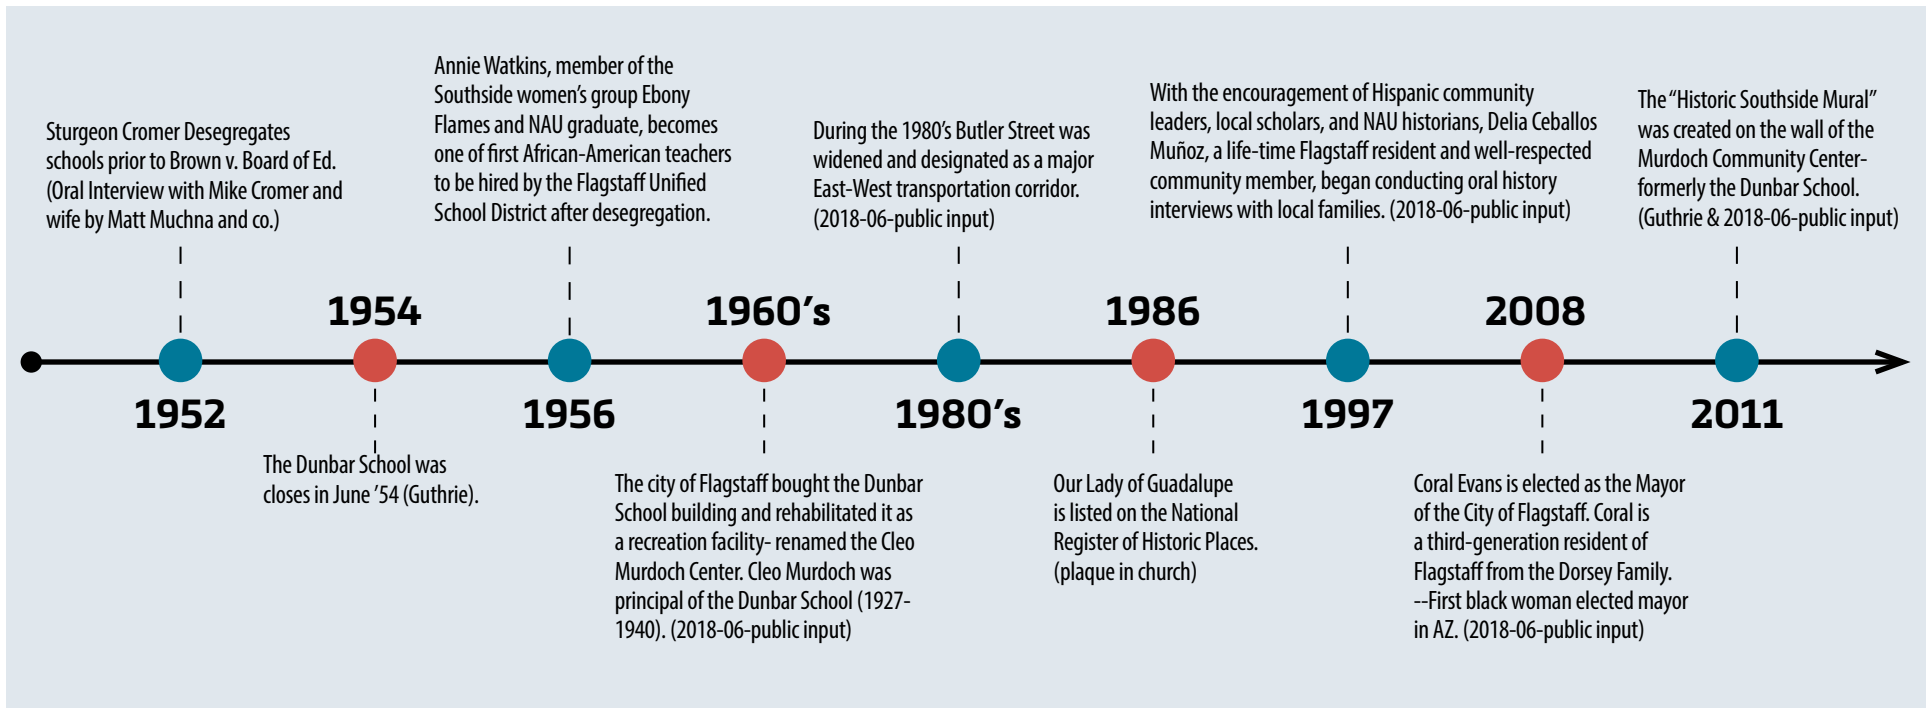 Sturgeon Cromer Desegregates
schools prior to Brown v. Board of Ed.
(Oral Interview with Mike Cromer and
wife by Matt Muchna and co.)
1952
1954
The Dunbar School was
closes in June ’54 (Guthrie).
Annie Watkins, member of the
Southside women’s group Ebony
Flames and NAU graduate, becomes
one of first African-American teachers
to be hired by the Flagstaff Unified
School District after desegregation.
1956
1960’s
The city of Flagstaff bought the Dunbar
School building and rehabilitated it as
a recreation facility- renamed the Cleo
Murdoch Center. Cleo Murdoch was
principal of the Dunbar School (1927-
1940). (2018-06-public input)
During the 1980’s Butler Street was
widened and designated as a major
East-West transportation corridor.
(2018-06-public input)
1980’s
1986
Our Lady of Guadalupe
is listed on the National
Register of Historic Places.
(plaque in church)
With the encouragement of Hispanic community
leaders, local scholars, and NAU historians, Delia Ceballos
Muñoz, a life-time Flagstaff resident and well-respected
community member, began conducting oral history
interviews with local families. (2018-06-public input)
1997
2008
Coral Evans is elected as the Mayor
of the City of Flagstaff. Coral is
a third-generation resident of
Flagstaff from the Dorsey Family.
--First black woman elected mayor
in AZ. (2018-06-public input)
The “Historic Southside Mural”
was created on the wall of the
Murdoch Community Center-
formerly the Dunbar School.
(Guthrie & 2018-06-public input)
2011